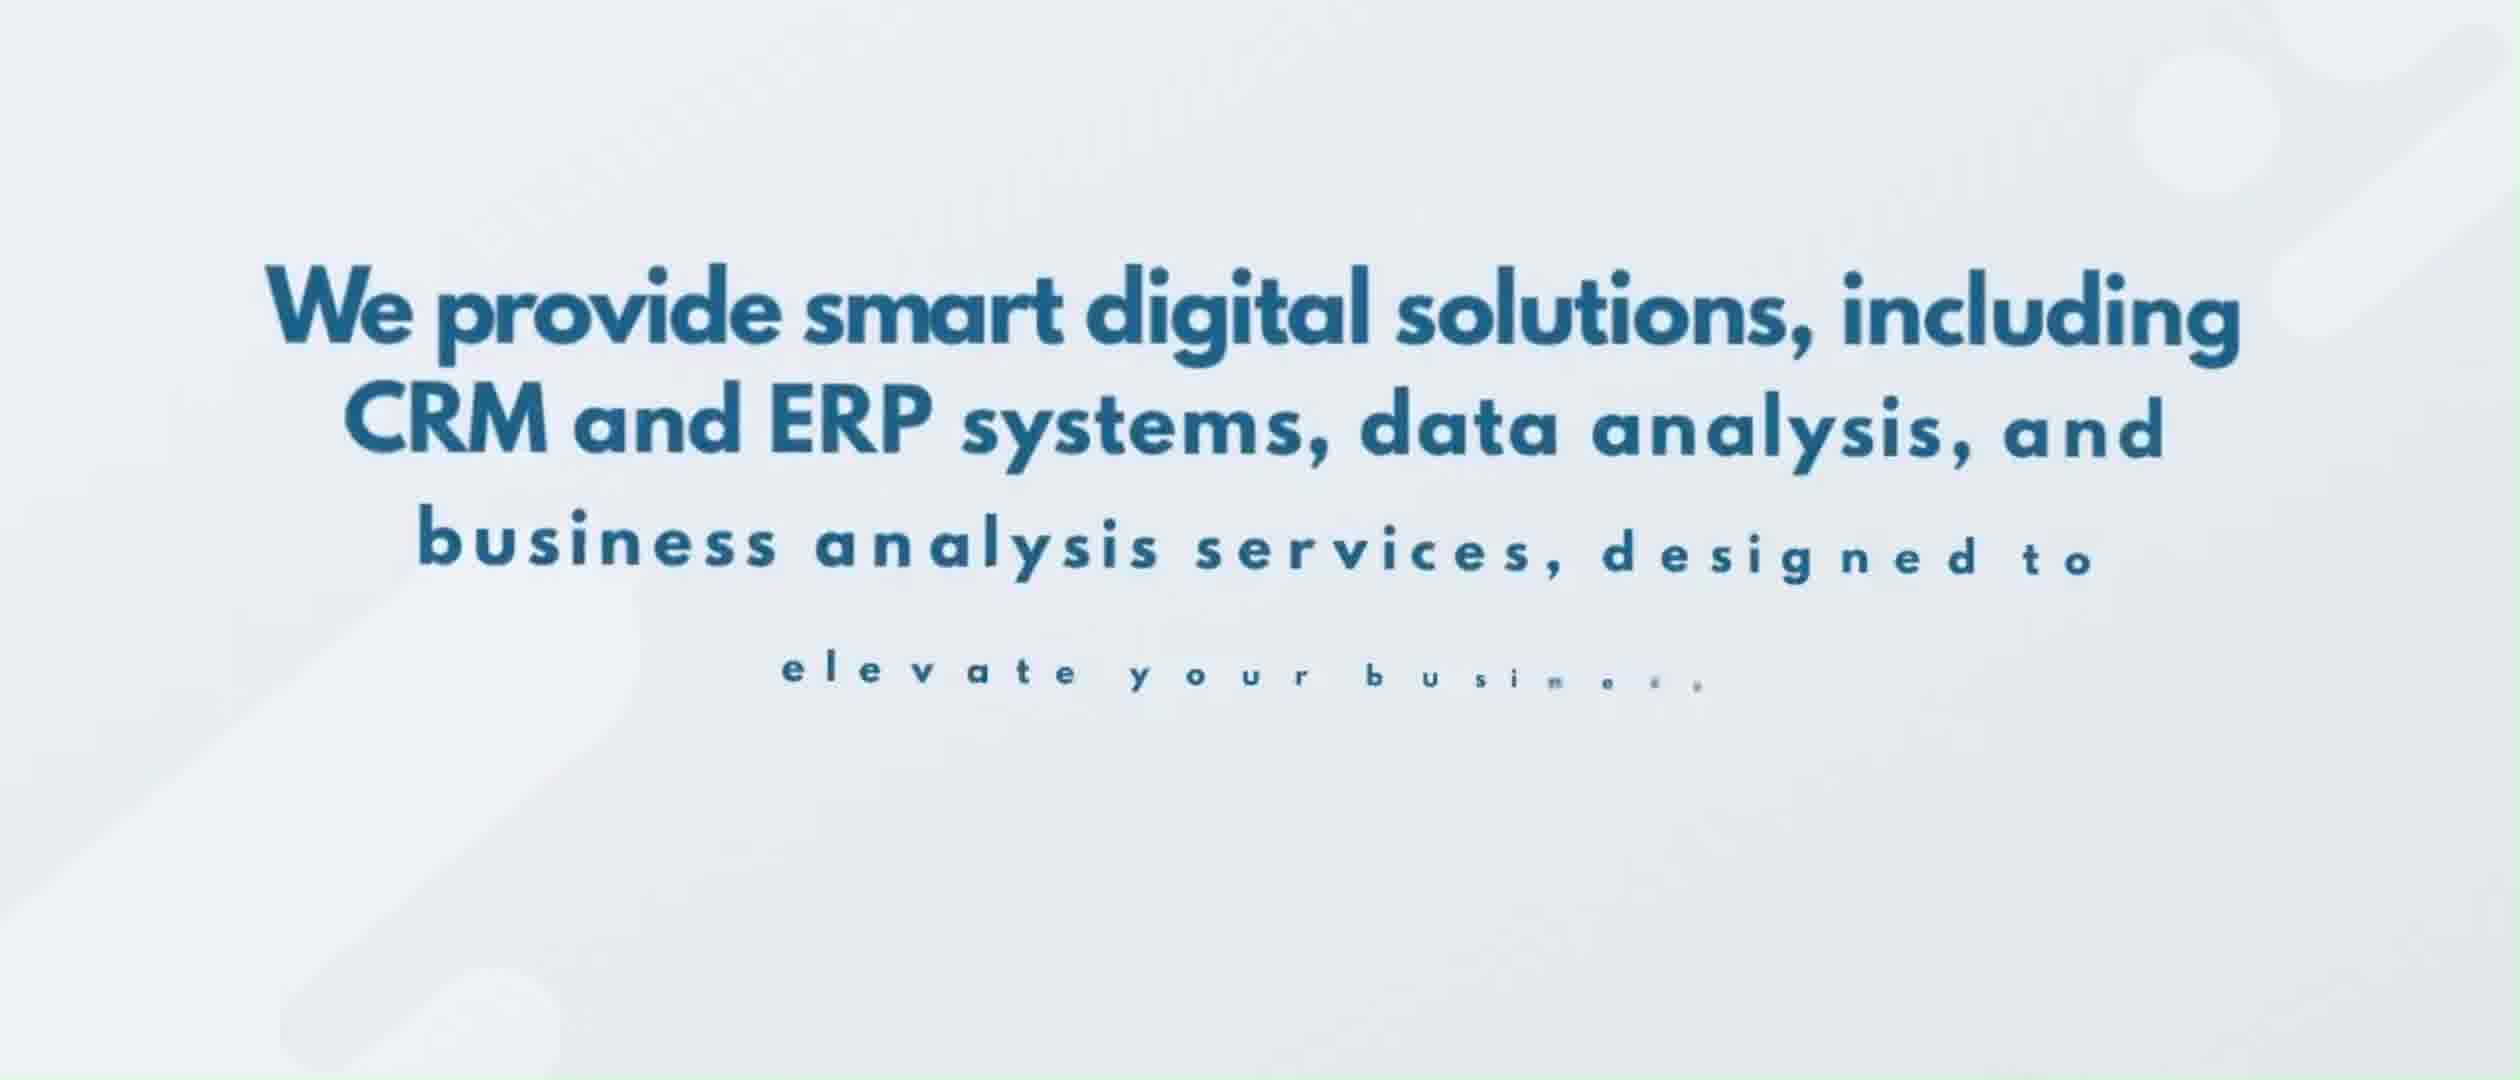 We provide smart digital solutions, including
CRM and ERP systems, data analysis, and
business analysis services, designed to
elevate your